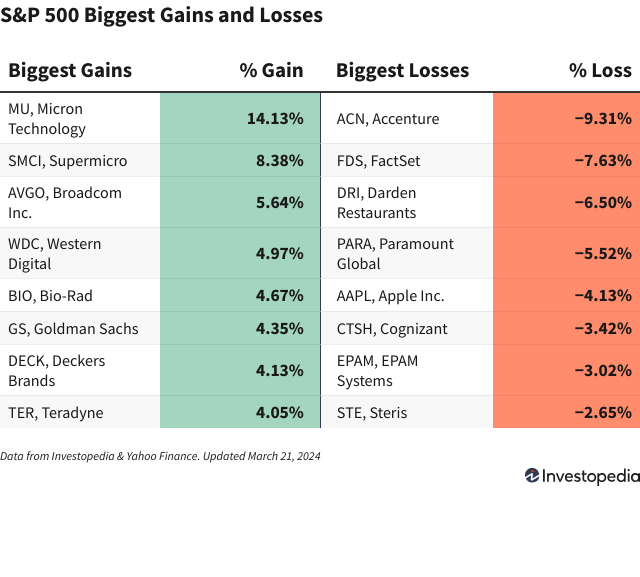 S&P 500 Biggest Gains and Losses
Biggest Gains % Gain Biggest Losses % Loss
MU, Micron
Technology 14.13% ACN, Accenture −9.31%
SMCI, Supermicro 8.38% FDS, FactSet −7.63%
AVGO, Broadcom
Inc. 5.64% DRI, Darden
Restaurants −6.50%
WDC, Western
Digital 4.97% PARA, Paramount
Global −5.52%
BIO, Bio-Rad 4.67% AAPL, Apple Inc. −4.13%
GS, Goldman Sachs 4.35% CTSH, Cognizant −3.42%
DECK, Deckers
Brands 4.13% EPAM, EPAM
Systems −3.02%
TER, Teradyne 4.05% STE, Steris −2.65%
Data from Investopedia & Yahoo Finance. Updated March 21, 2024
Investopedia